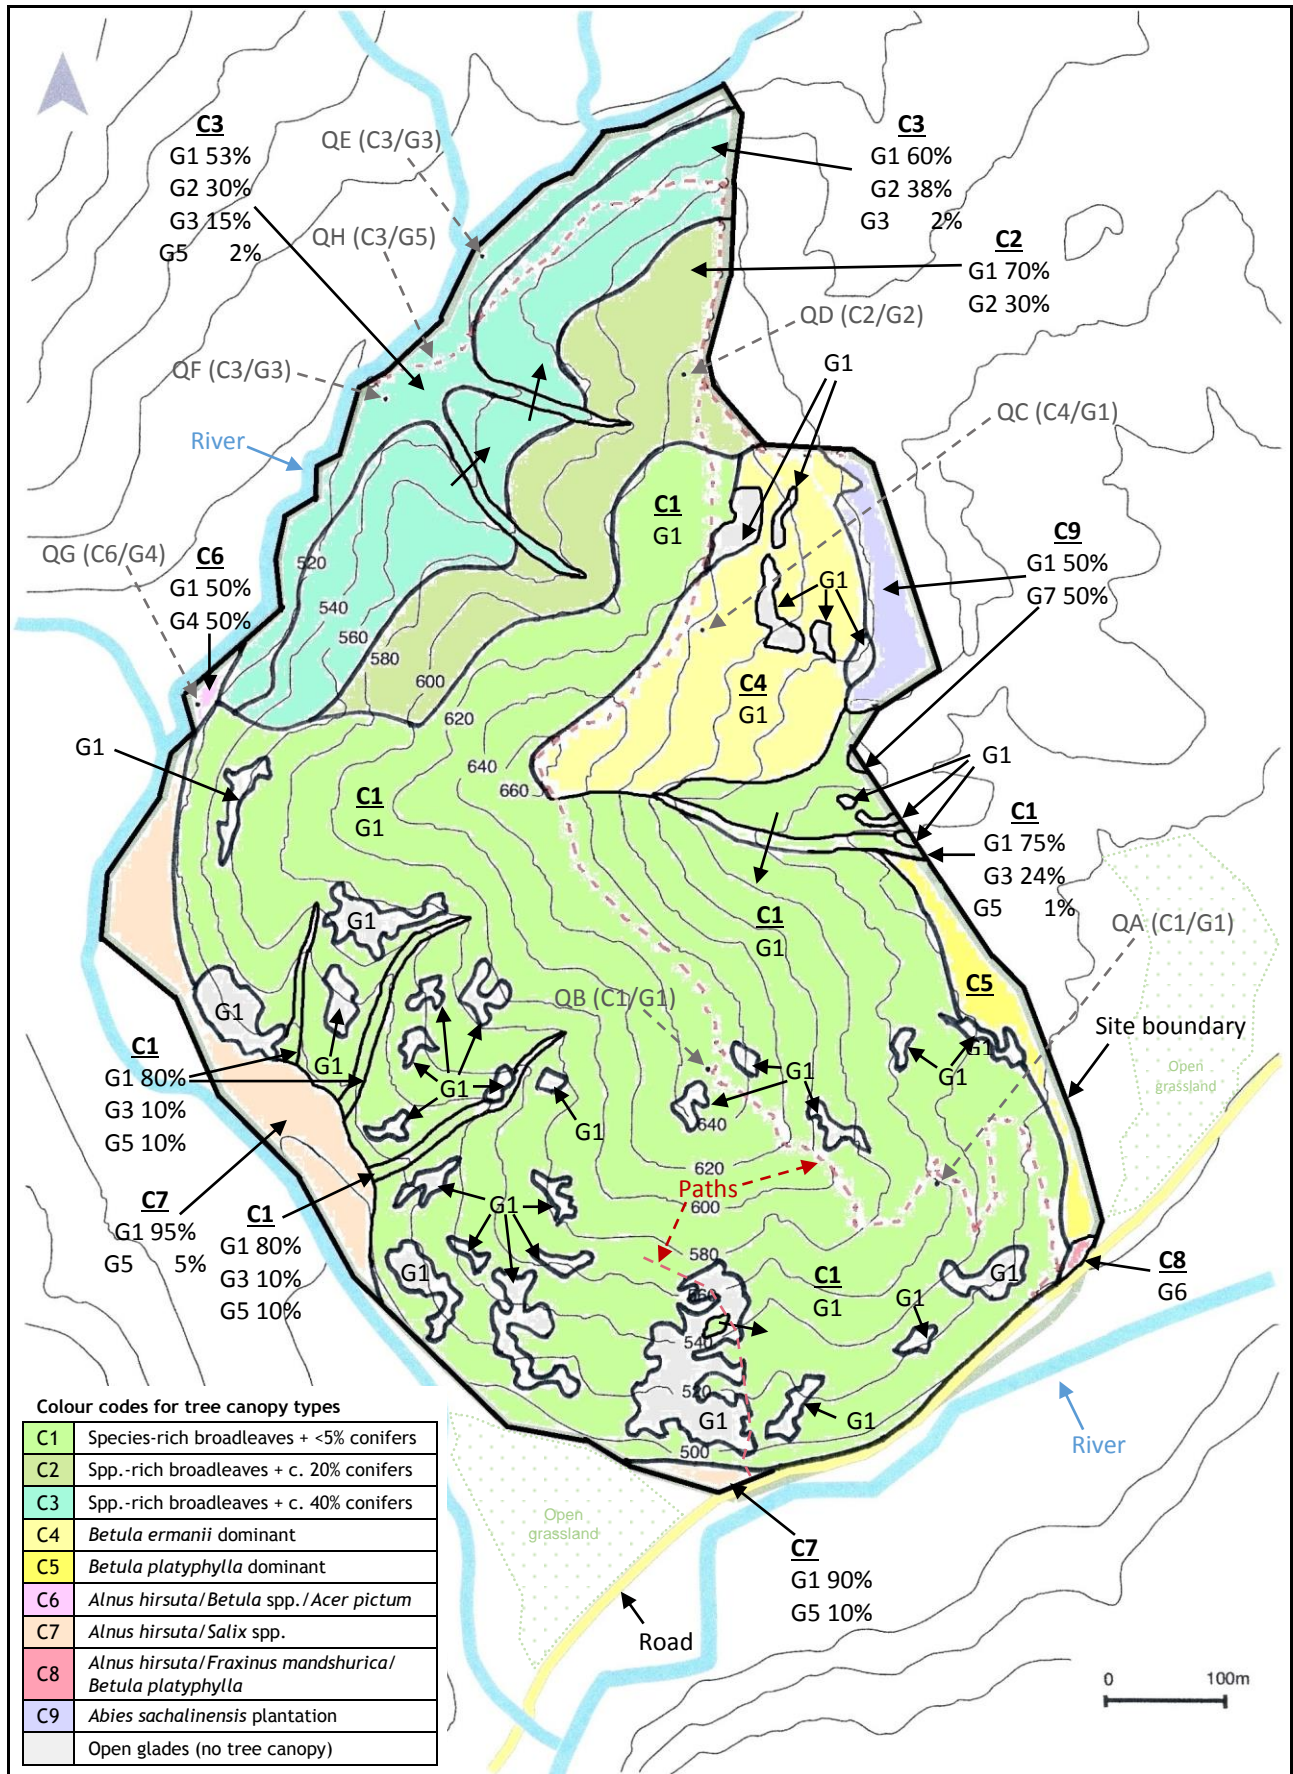 C3
G1 53%
G2 30%
G3 15%
G5 2%
QE (C3/G3)
QH (C3/G5)
QF (C3/G3)
River
C3
G1 60%
G2 38%
G3 2%
C2
G1 70%
G2 30%
QD (C2/G2)
G1
QC (C4/G1)
C1
G1
C9
G1 50%
G7 50%
QG (C6/G4)
C6
G1 50%
G4 50%
520
540
560
580
600
620
640
660
G1
C4
G1
G1
C1
G1
G1
C1
G1 75%
G3 24%
G5 1%
QA (C1/G1)
G1
C1
G1
QB (C1/G1)
C5
Site boundary
Open
grassland
G1
G1
G1
G1
G1
G1
G1
G1
C1
G1 80%
G3 10%
G5 10%
640
620
600
580
560
540
520
500
Paths
C7
G1 95%
G5 5%
C1
G1 80%
G3 10%
G5 10%
G1
G1
C1
G1
G1
G1
C8
G6
G1
G1
River
C7
G1 90%
G5 10%
Road
Open
grassland
0 100m
Colour codes for tree canopy types
C1 Species-rich broadleaves + <5% conifers
C2 Spp.-rich broadleaves + c. 20% conifers
C3 Spp.-rich broadleaves + c. 40% conifers
C4 Betula ermanii dominant
C5 Betula platyphylla dominant
C6 Alnus hirsuta/Betula spp./Acer pictum
C7 Alnus hirsuta/Salix spp.
C8 Alnus hirsuta/Fraxinus mandshurica/
Betula platyphylla
C9 Abies sachalinensis plantation
Open glades (no tree canopy)